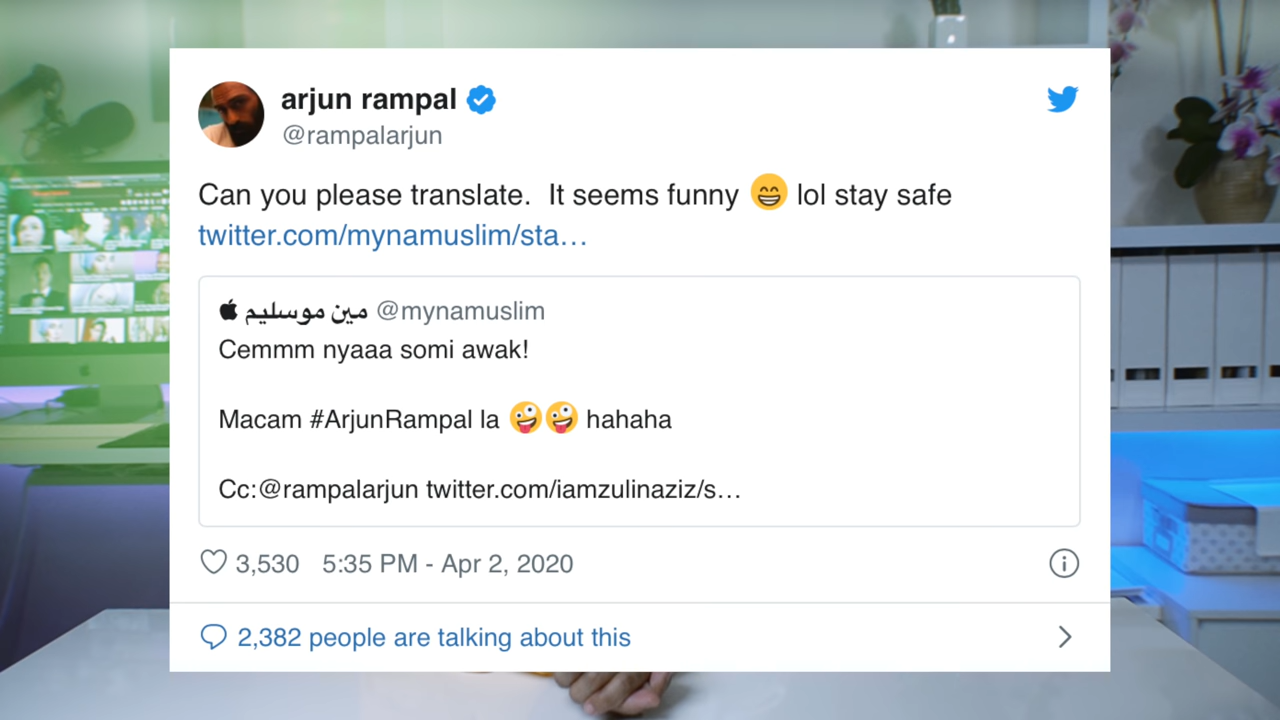 arjun rampal
@rampalarjun
Can you please translate.  It seems funny 😁 lol stay safe
twitter.com/mynamuslim/sta…
مين موسليم @mynamuslim
Cemmm nyaaa somi awak!
Macam #ArjunRampal la 🤪🤪 hahaha
Cc:@rampalarjun twitter.com/iamzulinaziz/s…
3,530 5:35 PM - Apr 2, 2020
2,382 people are talking about this